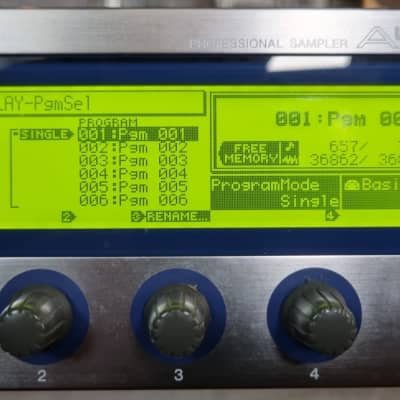 PROFESSIONAL SAMPLER
LAY-PgmSel
PROGRAM
SINGLE
001:Pgm 001
002:Pgm 002
003:Pgm 003
004:Pgm 004
005:Pgm 005
006:Pgm 006
2
3 RENAME...
4
001:Pgm 00
FREE MEMORY
657/
36862/ 36
ProgramMode
Single
Basi
2
3
4